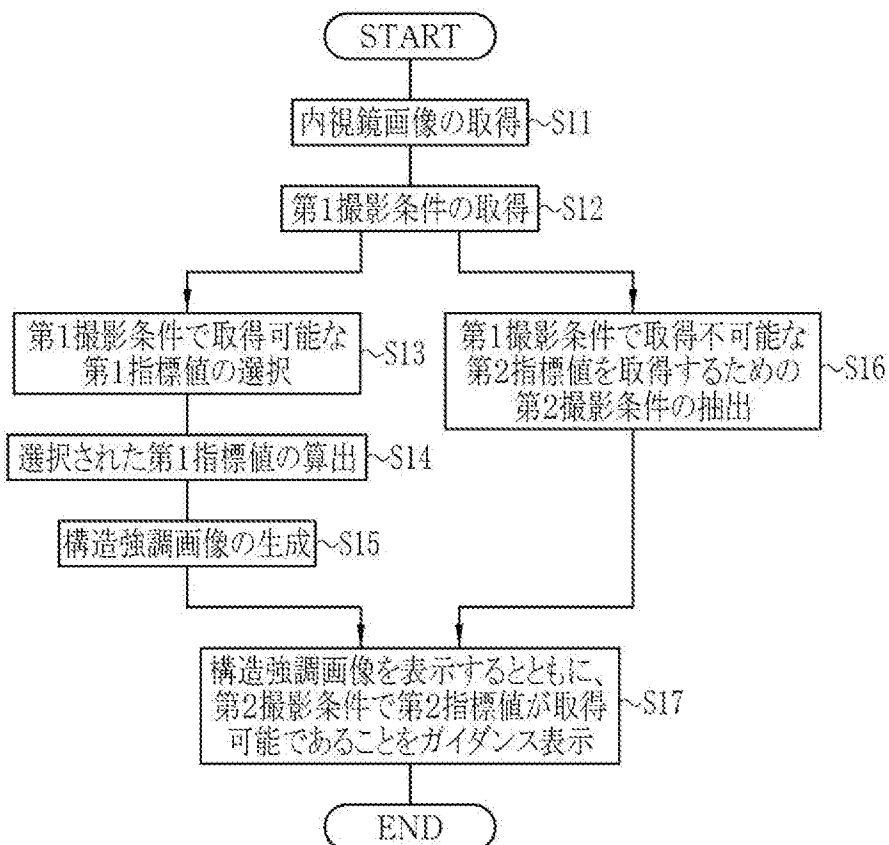 START
内視鏡画像の取得 ~S11
第1撮影条件の取得 ~S12
第1撮影条件で取得可能な
第1指標値の選択
~S13
選択された第1指標値の算出 ~S14
構造強調画像の生成 ~S15
第1撮影条件で取得不可能な
第2指標値を取得するための
第2撮影条件の抽出
~S16
構造強調画像を表示するとともに、
第2撮影条件で第2指標値が取得
可能であることをガイダンス表示
~S17
END